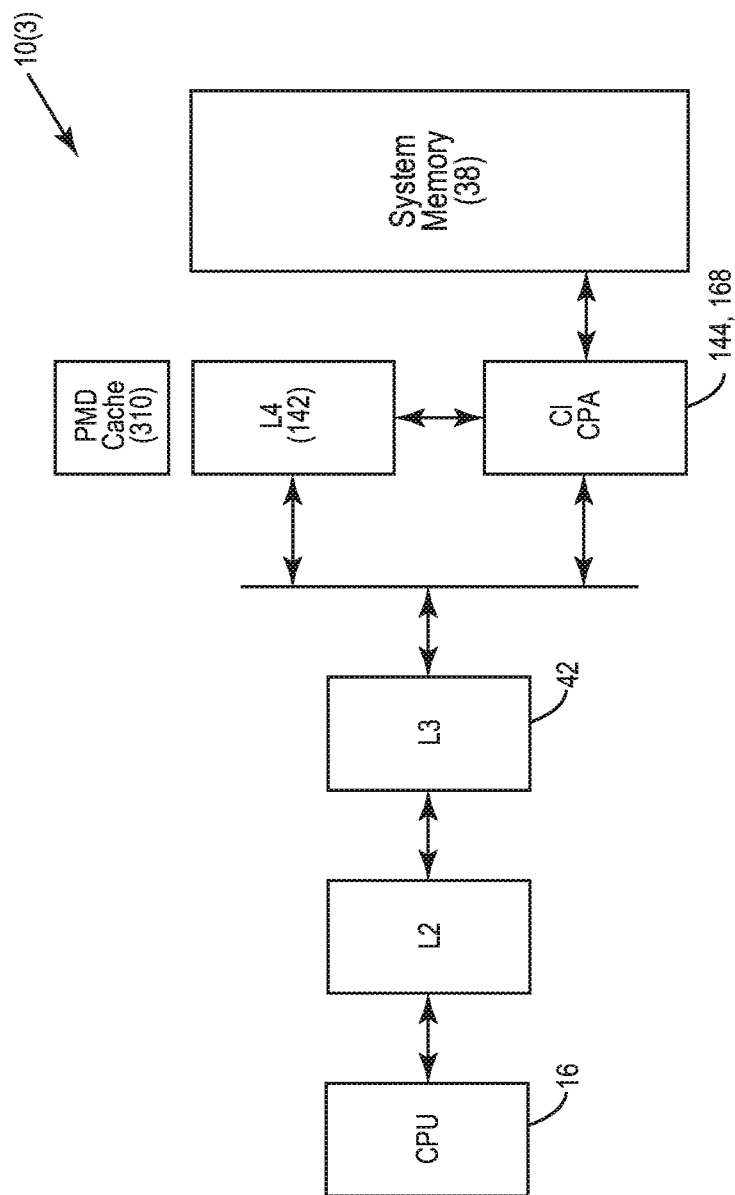 10(3)
PMD
Cache
(310)
System
Memory
(38)
L4
(142)
CI
CPA
144, 168
L3
42
L2
CPU
16